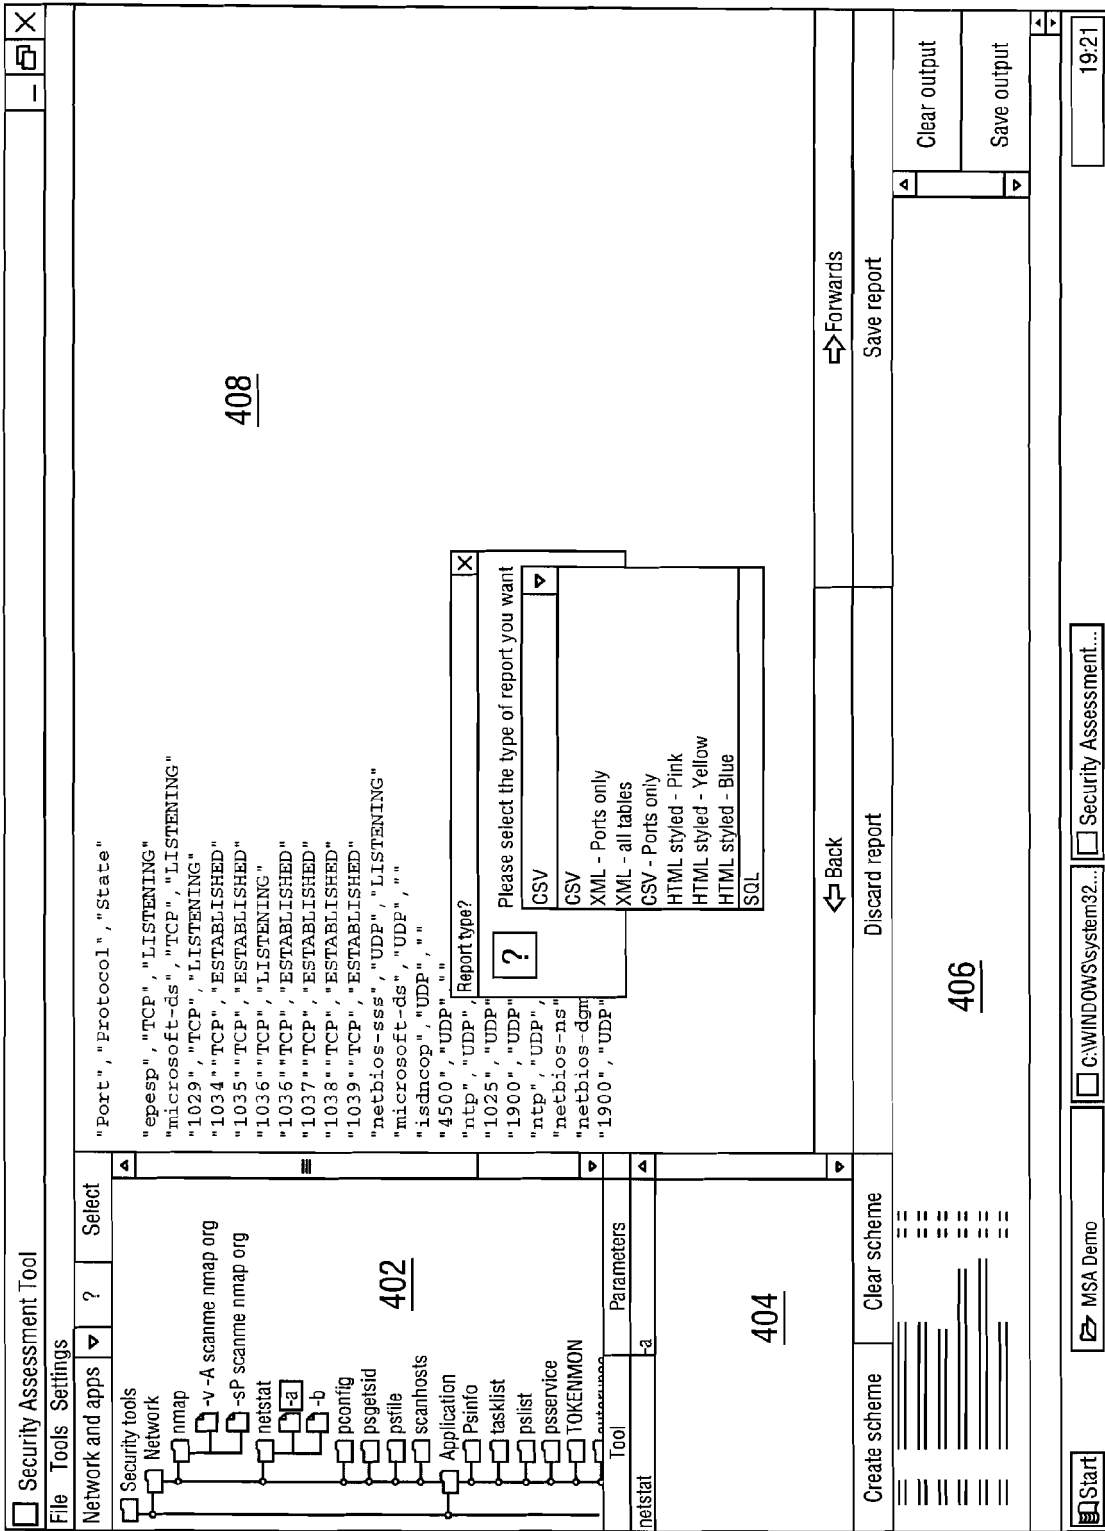 Security Assessment Tool
File Tools Settings
Network and apps ? Select
Security tools
Network
nmap
-v -A scanme nmap org
-sP scanme nmap org
netstat
-a
-b
pconfig
psgetsid
psfile
scanhosts
Application
Psinfo
tasklist
pslist
psservice
TOKENMON
402
Tool Parameters
netstat -a
404
Create scheme Clear scheme
"Port","Protocol","State"
"epesp","TCP","LISTENING"
"microsoft-ds","TCP","LISTENING"
"1029","TCP","LISTENING"
"1034""TCP","ESTABLISHED"
"1035""TCP","ESTABLISHED"
"1036""TCP","LISTENING"
"1036""TCP","ESTABLISHED"
"1037""TCP","ESTABLISHED"
"1038""TCP","ESTABLISHED"
"1039""TCP","ESTABLISHED"
"netbios-sss","UDP","LISTENING"
"microsoft-ds","UDP",""
"isdncop","UDP",""
"4500","UDP",""
"ntp","UDP",
"1025","UDP"
"1900","UDP"
"ntp","UDP",
"netbios-ns"
"netbios-dgm
"1900","UDP"
408
Report type?
?
Please select the type of report you want
CSV
CSV
XML - Ports only
XML - all tables
CSV - Ports only
HTML styled - Pink
HTML styled - Yellow
HTML styled - Blue
SQL
Back Forwards
Discard report Save report
406
Clear output
Save output
Start MSA Demo C:\WINDOWS\system32... Security Assessment... 19:21